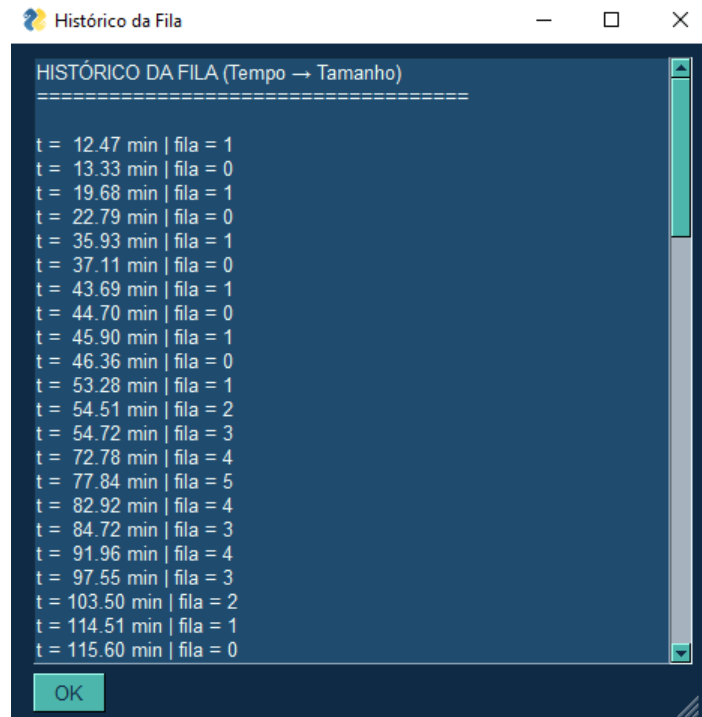 Histórico da Fila
HISTÓRICO DA FILA (Tempo → Tamanho)
====================================
t =  12.47 min | fila = 1
t =  13.33 min | fila = 0
t =  19.68 min | fila = 1
t =  22.79 min | fila = 0
t =  35.93 min | fila = 1
t =  37.11 min | fila = 0
t =  43.69 min | fila = 1
t =  44.70 min | fila = 0
t =  45.90 min | fila = 1
t =  46.36 min | fila = 0
t =  53.28 min | fila = 1
t =  54.51 min | fila = 2
t =  54.72 min | fila = 3
t =  72.78 min | fila = 4
t =  77.84 min | fila = 5
t =  82.92 min | fila = 4
t =  84.72 min | fila = 3
t =  91.96 min | fila = 4
t =  97.55 min | fila = 3
t = 103.50 min | fila = 2
t = 114.51 min | fila = 1
t = 115.60 min | fila = 0
OK